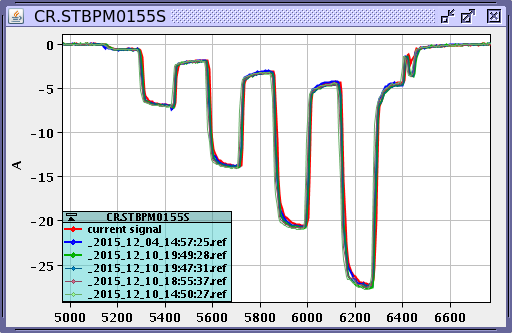 CR.STBPM0155S
0
-5
-10
-15
-20
-25
A
CR.STBPM0155S
current signal
_2015_12_04_14:57:25.ref
_2015_12_10_19:49:28.ref
_2015_12_10_19:47:31.ref
_2015_12_10_18:55:37.ref
_2015_12_10_14:50:27.ref
5000 5200 5400 5600 5800 6000 6200 6400 6600